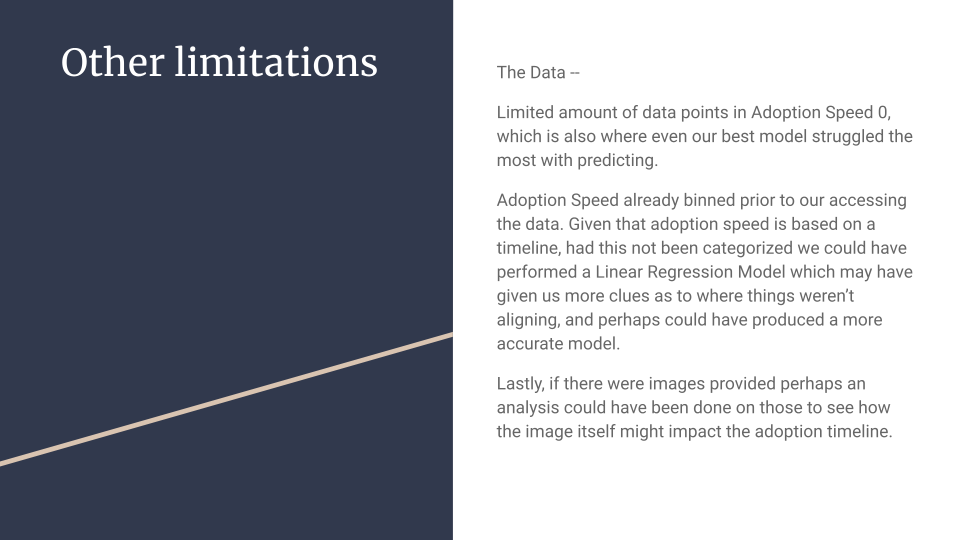 Other limitations
The Data --
Limited amount of data points in Adoption Speed 0,
which is also where even our best model struggled the
most with predicting.
Adoption Speed already binned prior to our accessing
the data. Given that adoption speed is based on a
timeline, had this not been categorized we could have
performed a Linear Regression Model which may have
given us more clues as to where things weren’t
aligning, and perhaps could have produced a more
accurate model.
Lastly, if there were images provided perhaps an
analysis could have been done on those to see how
the image itself might impact the adoption timeline.